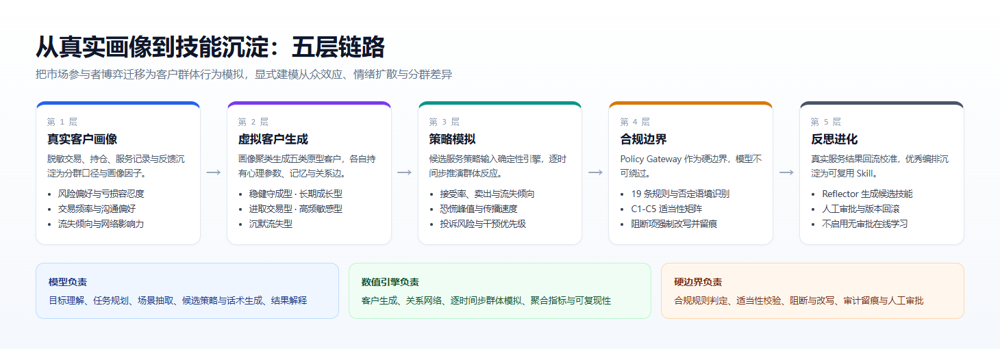 从真实画像到技能沉淀：五层链路
把市场参与者博弈迁移为客户群体行为模拟，显式建模从众效应、情绪扩散与分群差异
第 1 层
真实客户画像
脱敏交易、持仓、服务记录与反馈沉
淀为分群口径与画像因子。
• 风险偏好与亏损容忍度
• 交易频率与沟通偏好
• 流失倾向与网络影响力
→
第 2 层
虚拟客户生成
画像聚类生成五类原型客户，各自持
有心理参数、记忆与关系边。
• 稳健守成型 · 长期成长型
• 进取交易型 · 高频敏感型
• 沉默流失型
→
第 3 层
策略模拟
候选服务策略输入确定性引擎，逐时
间步推演群体反应。
• 接受率、卖出与流失倾向
• 恐慌峰值与传播速度
• 投诉风险与干预优先级
→
第 4 层
合规边界
Policy Gateway 作为硬边界，模型不
可绕过。
• 19 条规则与否定语境识别
• C1-C5 适当性矩阵
• 阻断项强制改写并留痕
→
第 5 层
反思进化
真实服务结果回流校准，优秀编排沉
淀为可复用 Skill。
• Reflector 生成候选技能
• 人工审批与版本回滚
• 不启用无审批在线学习
模型负责
目标理解、任务规划、场景抽取、候选策略与话术生成、结果解释
数值引擎负责
客户生成、关系网络、逐时间步群体模拟、聚合指标与可复现性
硬边界负责
合规规则判定、适当性校验、阻断与改写、审计留痕与人工审批